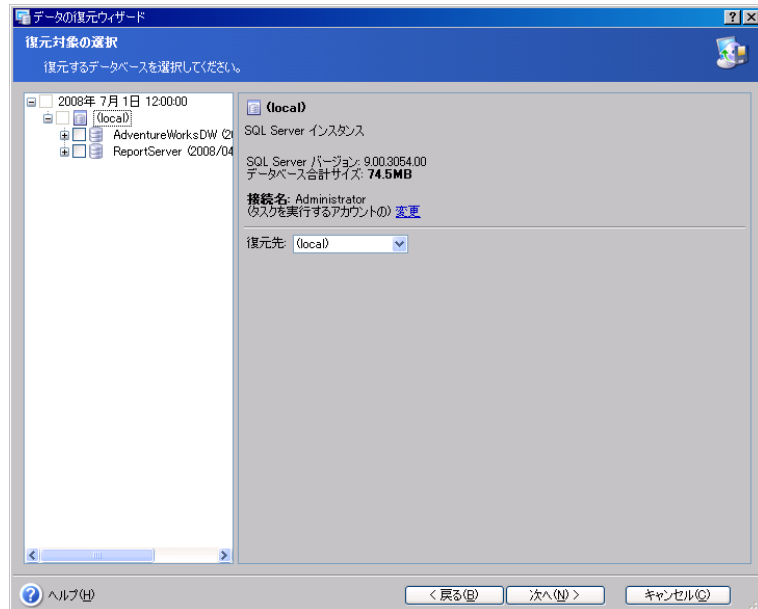 データの復元ウィザード
復元対象の選択
復元するデータベースを選択してください。
2008年 7月 1日 12:00:00
(local)
AdventureWorksDW (2(
ReportServer (2008/04
(local)
SQL Server インスタンス
SQL Server バージョン: 9.00.3054.00
データベース合計サイズ: 74.5MB
接続名: Administrator
(タスクを実行するアカウントの) 変更
復元先: (local)
ヘルプ(H)
< 戻る(B)
次へ(N) >
キャンセル(C)